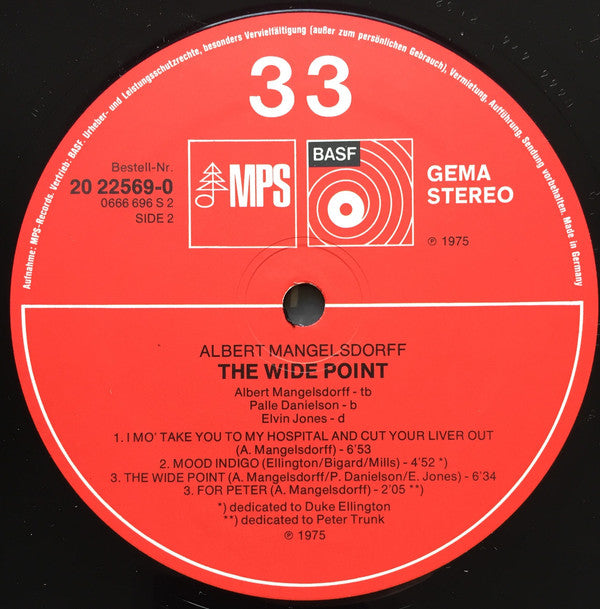 Aufnahme: MPS-Records. Vertrieb: BASF. Urheber- und Leistungsschutzrechte, besonders Vervielfältigung (außer zum persönlichen Gebrauch), Vermietung, Aufführung, Sendung vorbehalten. Made in Germany
33
Bestell-Nr.
20 22569-0
0666 696 S 2
SIDE 2
MPS
BASF
GEMA
STEREO
℗ 1975
ALBERT MANGELSDORFF
THE WIDE POINT
Albert Mangelsdorff - tb
Palle Danielson - b
Elvin Jones - d
1. I MO' TAKE YOU TO MY HOSPITAL AND CUT YOUR LIVER OUT
(A. Mangelsdorff) - 6'53
2. MOOD INDIGO (Ellington/Bigard/Mills) - 4'52 *)
3. THE WIDE POINT (A. Mangelsdorff/P. Danielson/E. Jones) - 6'34
3. FOR PETER (A. Mangelsdorff) - 2'05 **)
*) dedicated to Duke Ellington
**) dedicated to Peter Trunk
℗ 1975